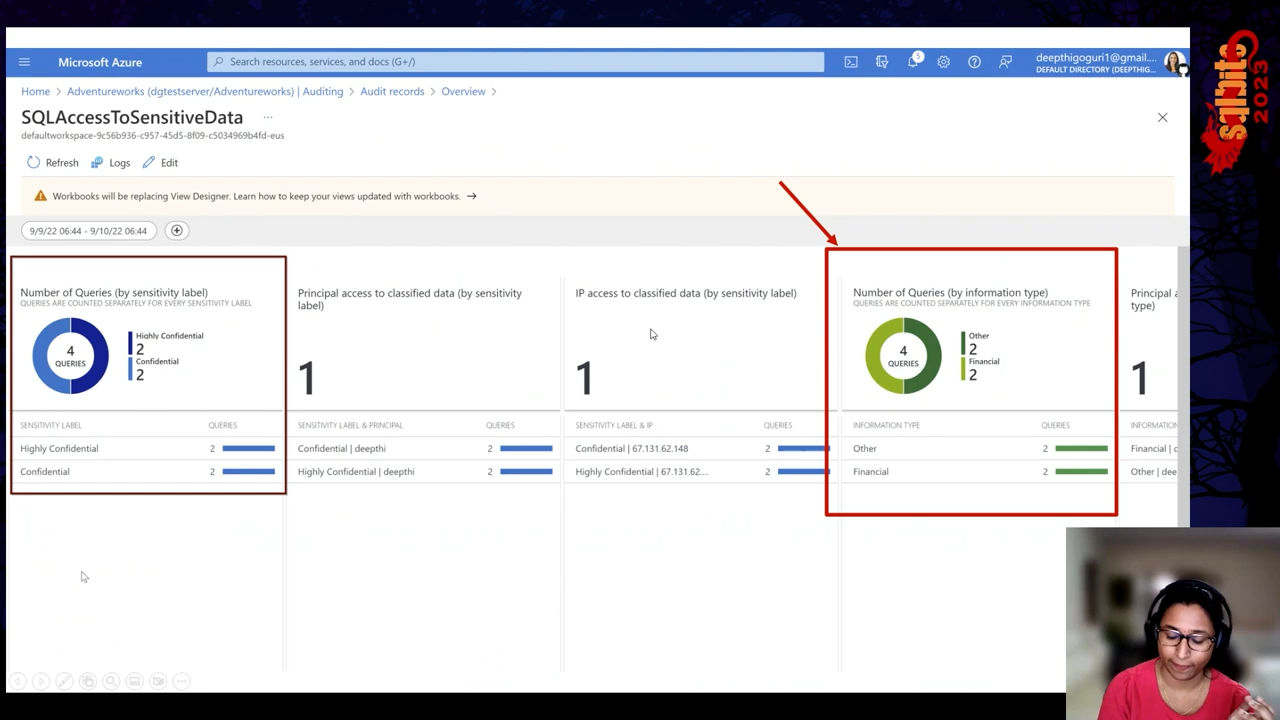 Microsoft Azure
Search resources, services, and docs (G+/)
5
deepthigoguri1@gmail....
DEFAULT DIRECTORY (DEEPTHIG...
sqlbits
2023
Home > Adventureworks (dgtestserver/Adventureworks) | Auditing > Audit records > Overview >
SQLAccessToSensitiveData ...
defaultworkspace-9c56b936-c957-45d5-8f09-c5034969b4fd-eus
Refresh Logs Edit
Workbooks will be replacing View Designer. Learn how to keep your views updated with workbooks. →
9/9/22 06:44 - 9/10/22 06:44
Number of Queries (by sensitivity label)
QUERIES ARE COUNTED SEPARATELY FOR EVERY SENSITIVITY LABEL
4
QUERIES
Highly Confidential
2
Confidential
2
SENSITIVITY LABEL QUERIES
Highly Confidential 2
Confidential 2
Principal access to classified data (by sensitivity
label)
1
SENSITIVITY LABEL & PRINCIPAL QUERIES
Confidential | deepthi 2
Highly Confidential | deepthi 2
IP access to classified data (by sensitivity label)
1
SENSITIVITY LABEL & IP QUERIES
Confidential | 67.131.62.148 2
Highly Confidential | 67.131.62.... 2
Number of Queries (by information type)
QUERIES ARE COUNTED SEPARATELY FOR EVERY INFORMATION TYPE
4
QUERIES
Other
2
Financial
2
INFORMATION TYPE QUERIES
Other 2
Financial 2
Principal a
type)
1
INFORMATION
Financial | d
Other | dee